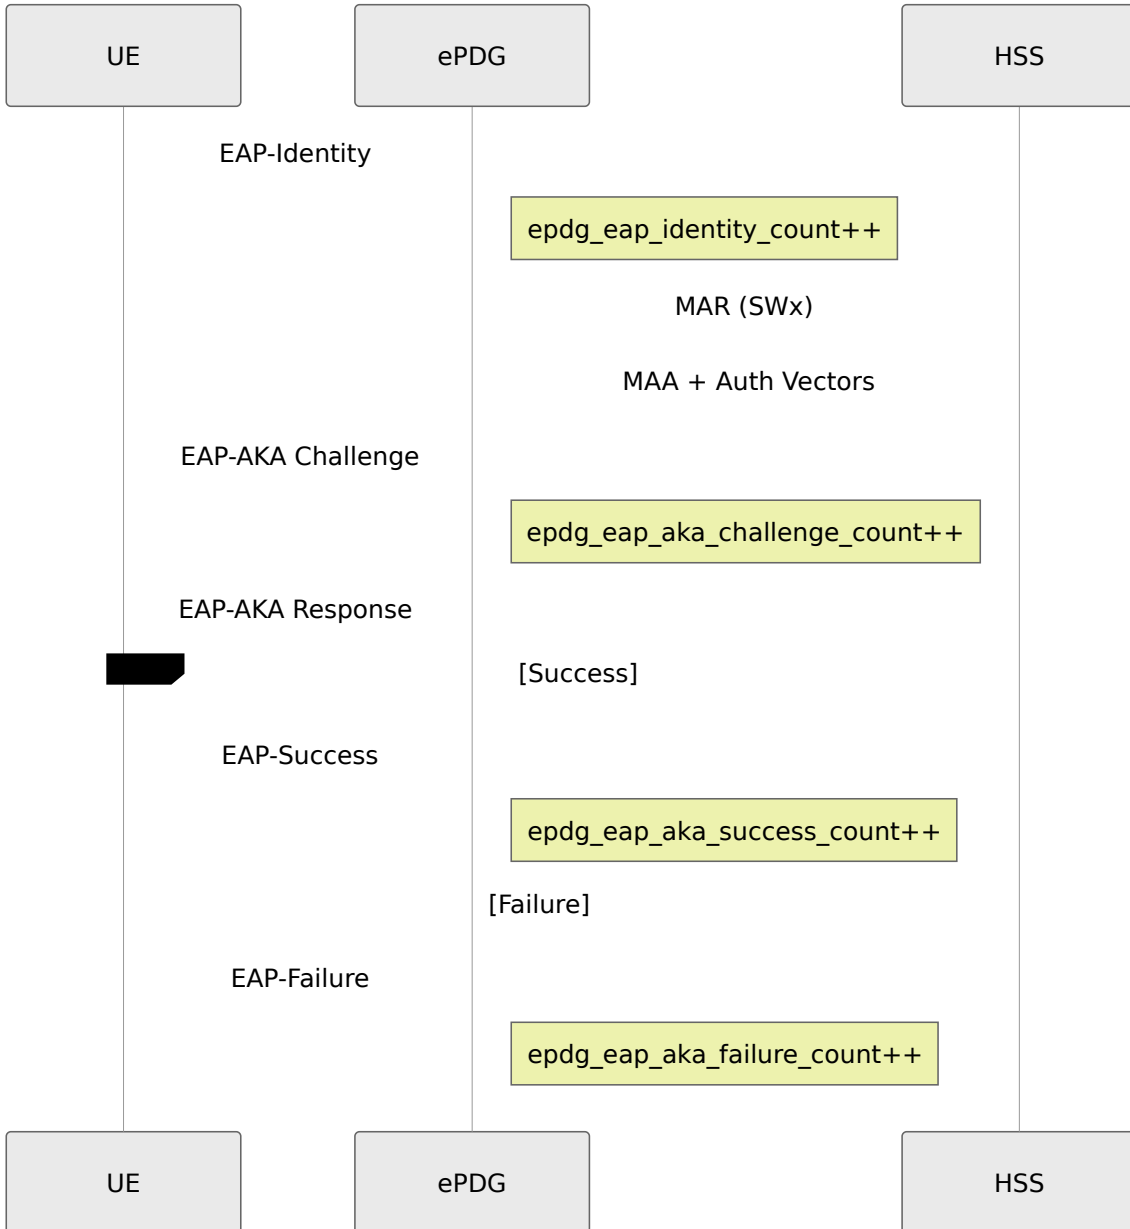 UE
ePDG
HSS
EAP-Identity
epdg_eap_identity_count++
MAR (SWx)
MAA + Auth Vectors
EAP-AKA Challenge
epdg_eap_aka_challenge_count++
EAP-AKA Response
[Success]
EAP-Success
epdg_eap_aka_success_count++
[Failure]
EAP-Failure
epdg_eap_aka_failure_count++
UE
ePDG
HSS